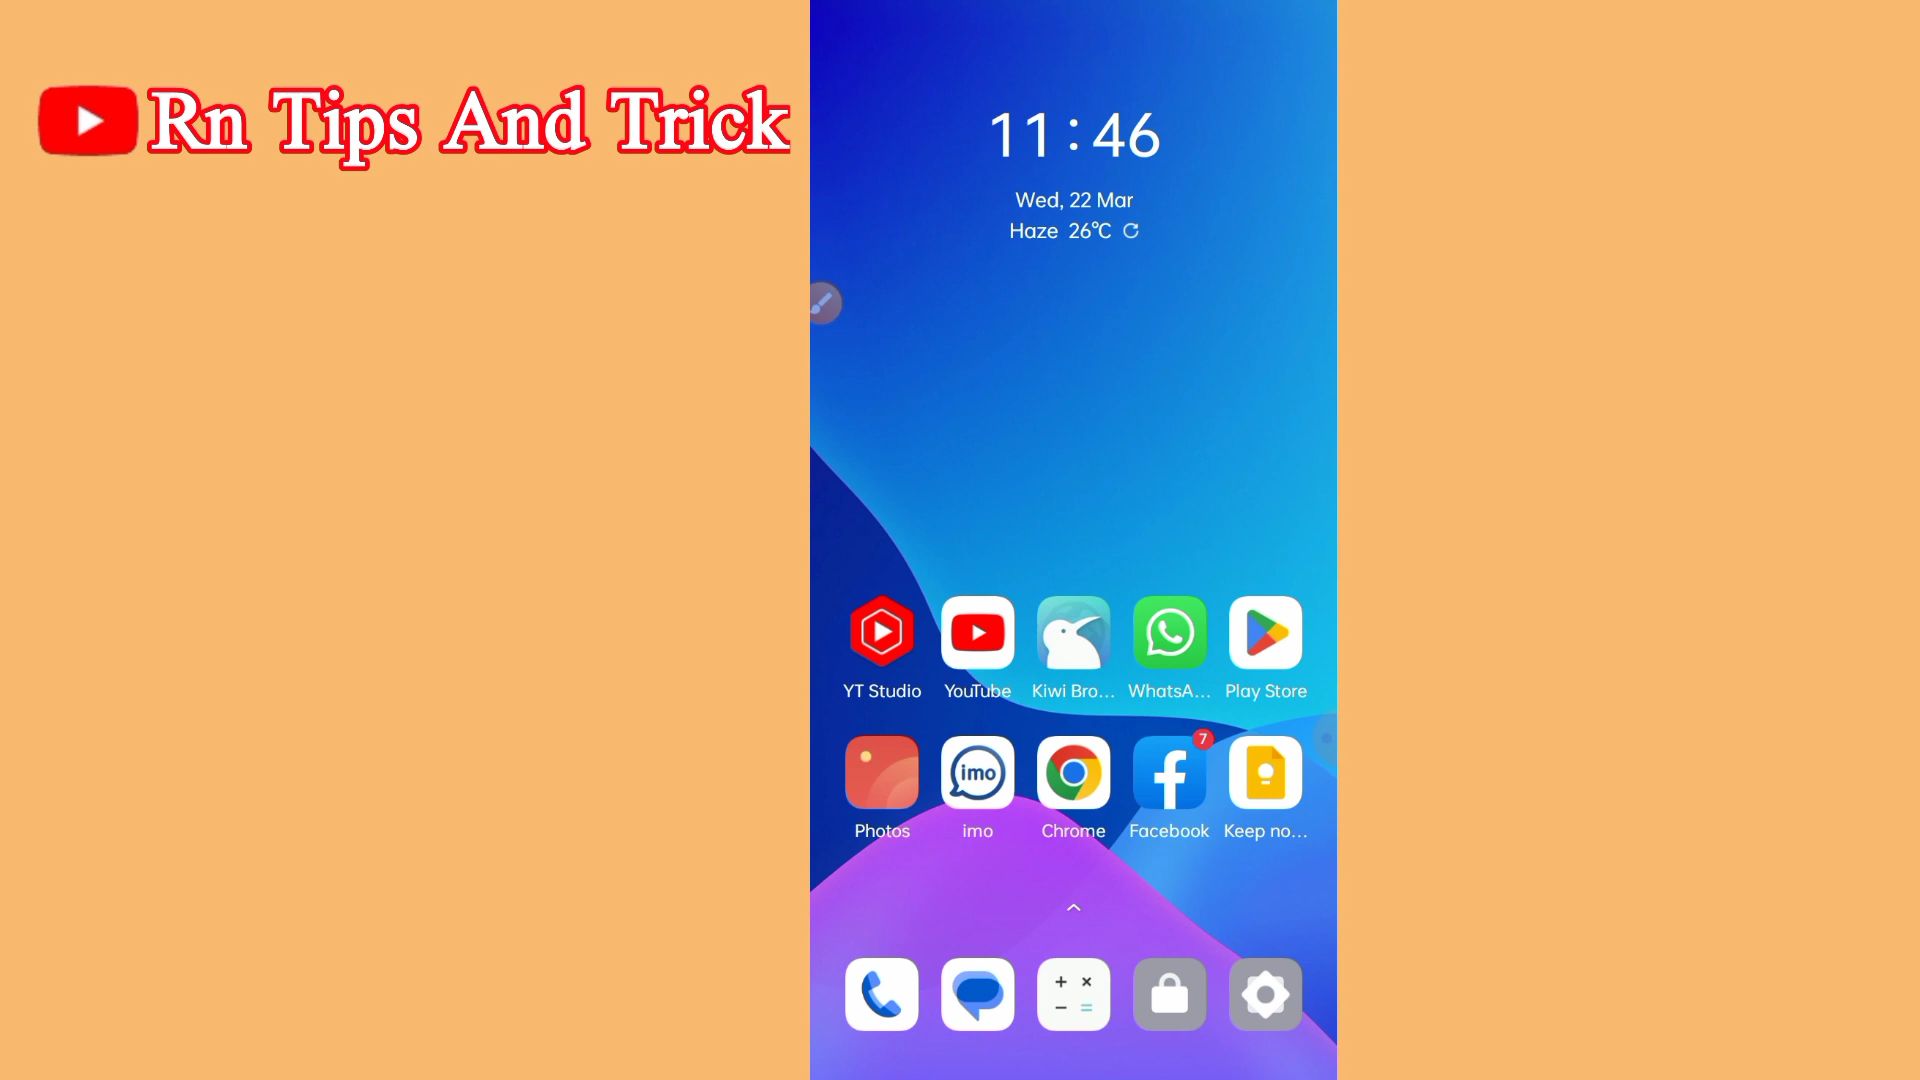 Rn Tips And Trick
11:46
Wed, 22 Mar
Haze 26°C
YT Studio YouTube Kiwi Bro... WhatsA... Play Store
7
imo
Photos imo Chrome Facebook Keep no...